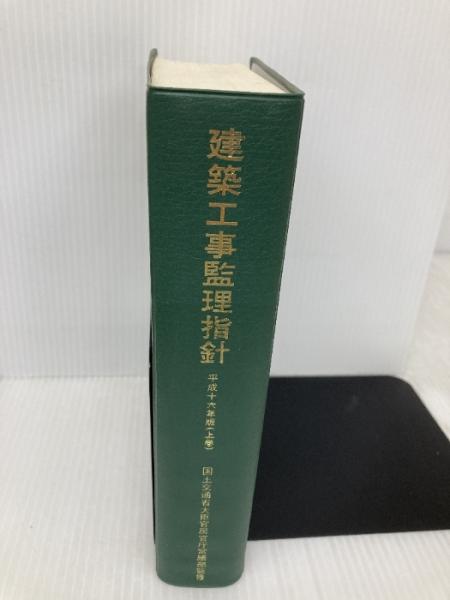 建築工事監理指針
平成十六年版(上巻)
国土交通省大臣官房官庁営繕部監修